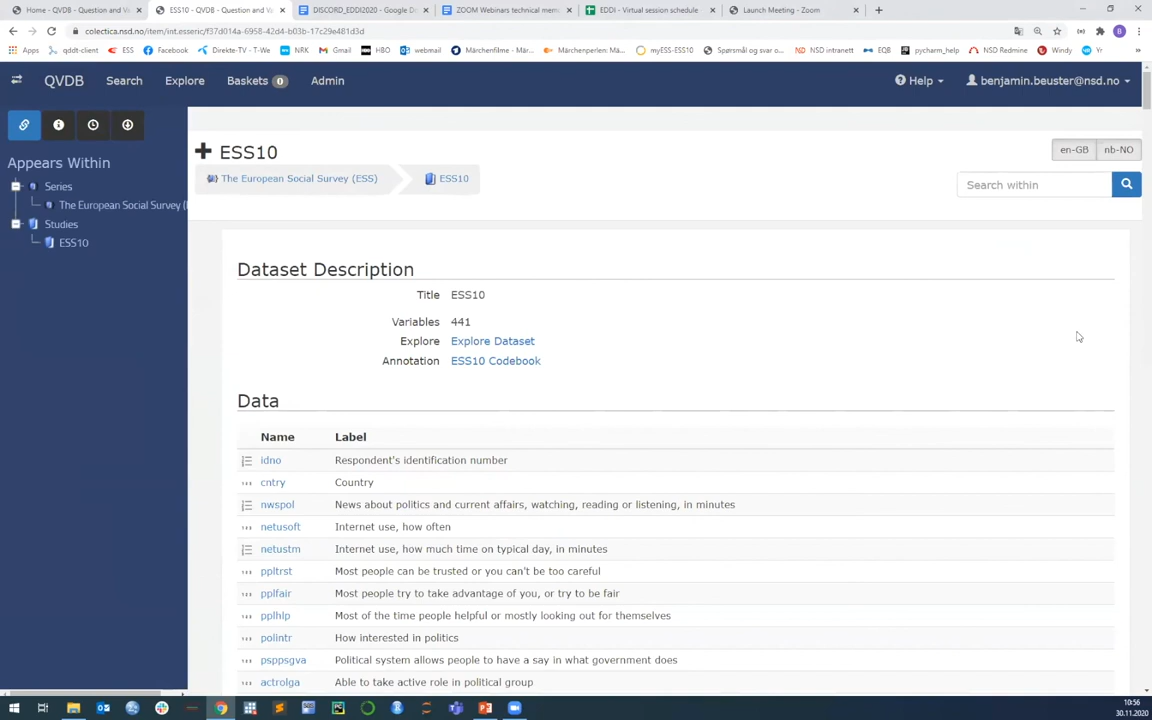 Home - QVDB - Question and Va
ESS10 - QVDB - Question and Va
DISCORD_EDDI2020 - Google Do
ZOOM Webinars technical mem
EDDI - Virtual session schedule
Launch Meeting - Zoom
colectica.nsd.no/item/int.esseric/f37d014a-6958-42d4-b03b-17c29e481d3d
Apps
qddt-client
ESS
Facebook
Direkte-TV - T-We
NRK
Gmail
HBO
webmail
Märchenfilme - Mär...
Märchenperlen: Mä...
myESS-ESS10
Spørsmål og svar o...
NSD intranett
EQB
pycharm_help
NSD Redmine
Windy
Yr
QVDB
Search
Explore
Baskets 0
Admin
Help
benjamin.beuster@nsd.no
Appears Within
Series
The European Social Survey (
Studies
ESS10
ESS10
en-GB
nb-NO
The European Social Survey (ESS)
ESS10
Search within
Dataset Description
Title ESS10
Variables 441
Explore Explore Dataset
Annotation ESS10 Codebook
Data
Name Label
idno Respondent's identification number
cntry Country
nwspol News about politics and current affairs, watching, reading or listening, in minutes
netusoft Internet use, how often
netustm Internet use, how much time on typical day, in minutes
ppltrst Most people can be trusted or you can't be too careful
pplfair Most people try to take advantage of you, or try to be fair
pplhlp Most of the time people helpful or mostly looking out for themselves
polintr How interested in politics
psppsgva Political system allows people to have a say in what government does
actrolga Able to take active role in political group
10:56
30.11.2020